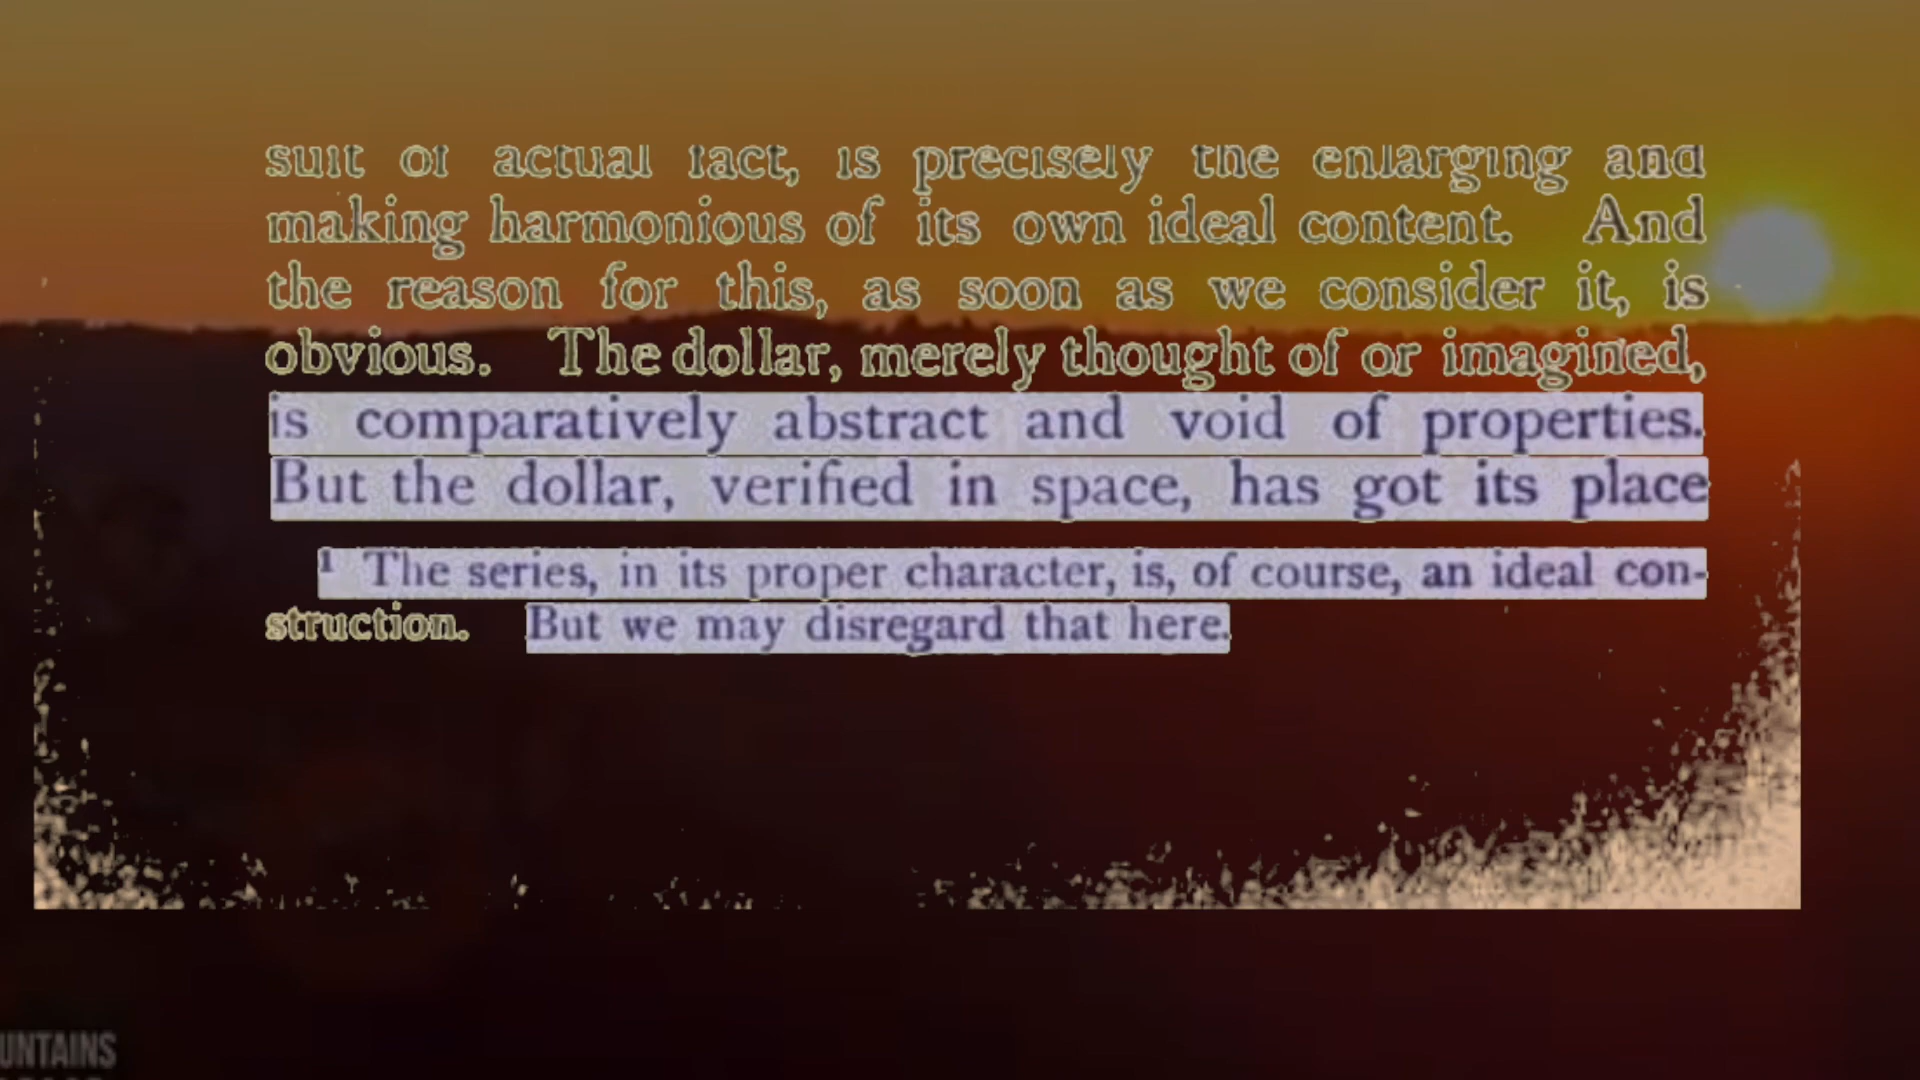 suit of actual fact, is precisely the enlarging and
making harmonious of its own ideal content. And
the reason for this, as soon as we consider it, is
obvious. The dollar, merely thought of or imagined,
is comparatively abstract and void of properties.
But the dollar, verified in space, has got its place
¹ The series, in its proper character, is, of course, an ideal con-
struction. But we may disregard that here.
UNTAINS